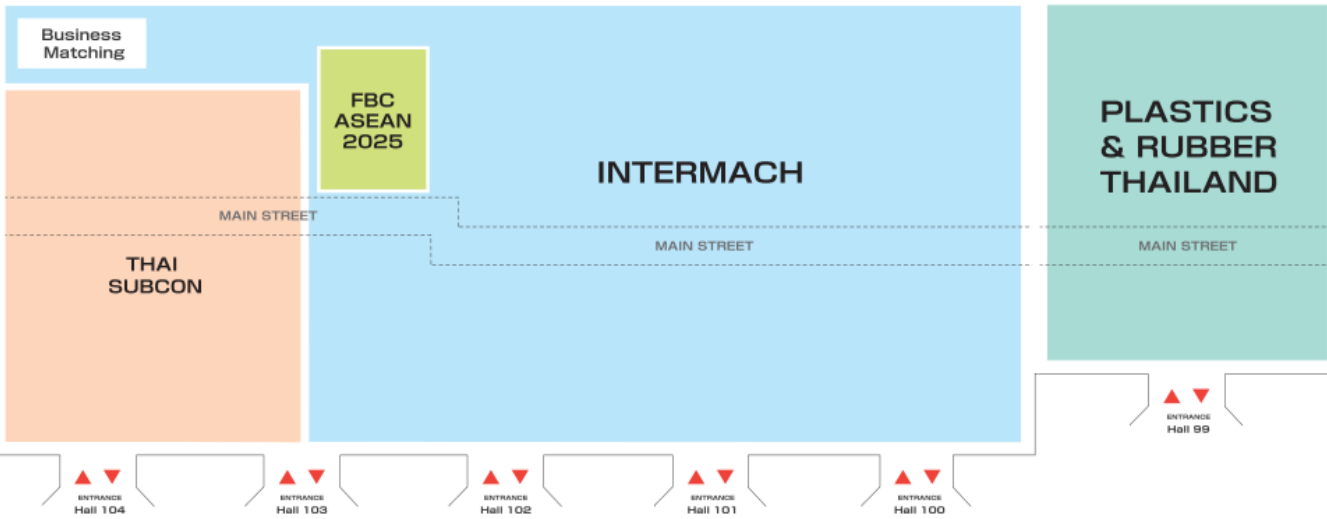 Business
Matching
FBC
ASEAN
2025
INTERMACH
PLASTICS
& RUBBER
THAILAND
MAIN STREET
MAIN STREET
MAIN STREET
THAI
SUBCON
ENTRANCE
Hall 99
ENTRANCE
Hall 104
ENTRANCE
Hall 103
ENTRANCE
Hall 102
ENTRANCE
Hall 101
ENTRANCE
Hall 100